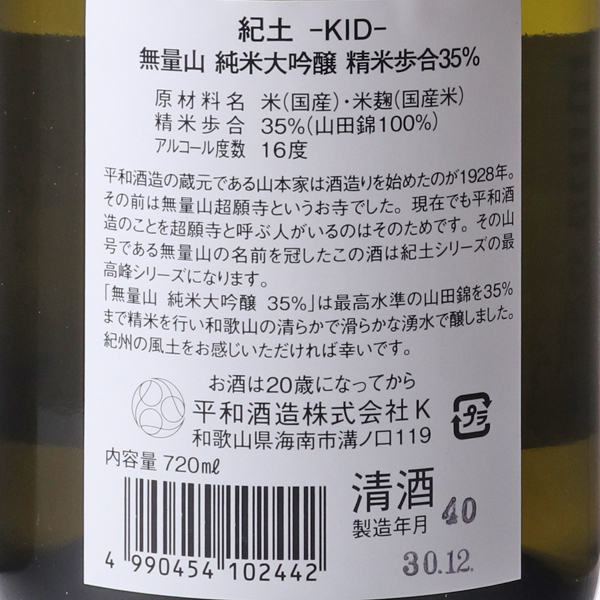 紀土 -KID-
無量山 純米大吟醸 精米歩合35%
原材料名 米(国産)・米麹(国産米)
精米歩合 35%(山田錦100%)
アルコール度数 16度
平和酒造の蔵元である山本家は酒造りを始めたのが1928年。
その前は無量山超願寺というお寺でした。現在でも平和酒
造のことを超願寺と呼ぶ人がいるのはそのためです。その山
号である無量山の名前を冠したこの酒は紀土シリーズの最
高峰シリーズになります。
「無量山 純米大吟醸 35%」は最高水準の山田錦を35%
まで精米を行い和歌山の清らかで滑らかな湧水で醸しました。
紀州の風土をお感じいただければ幸いです。
お酒は20歳になってから
平和酒造株式会社K
和歌山県海南市溝ノ口119
プラ
内容量 720mℓ
清酒
製造年月
40
30.12.
4 990454 102442